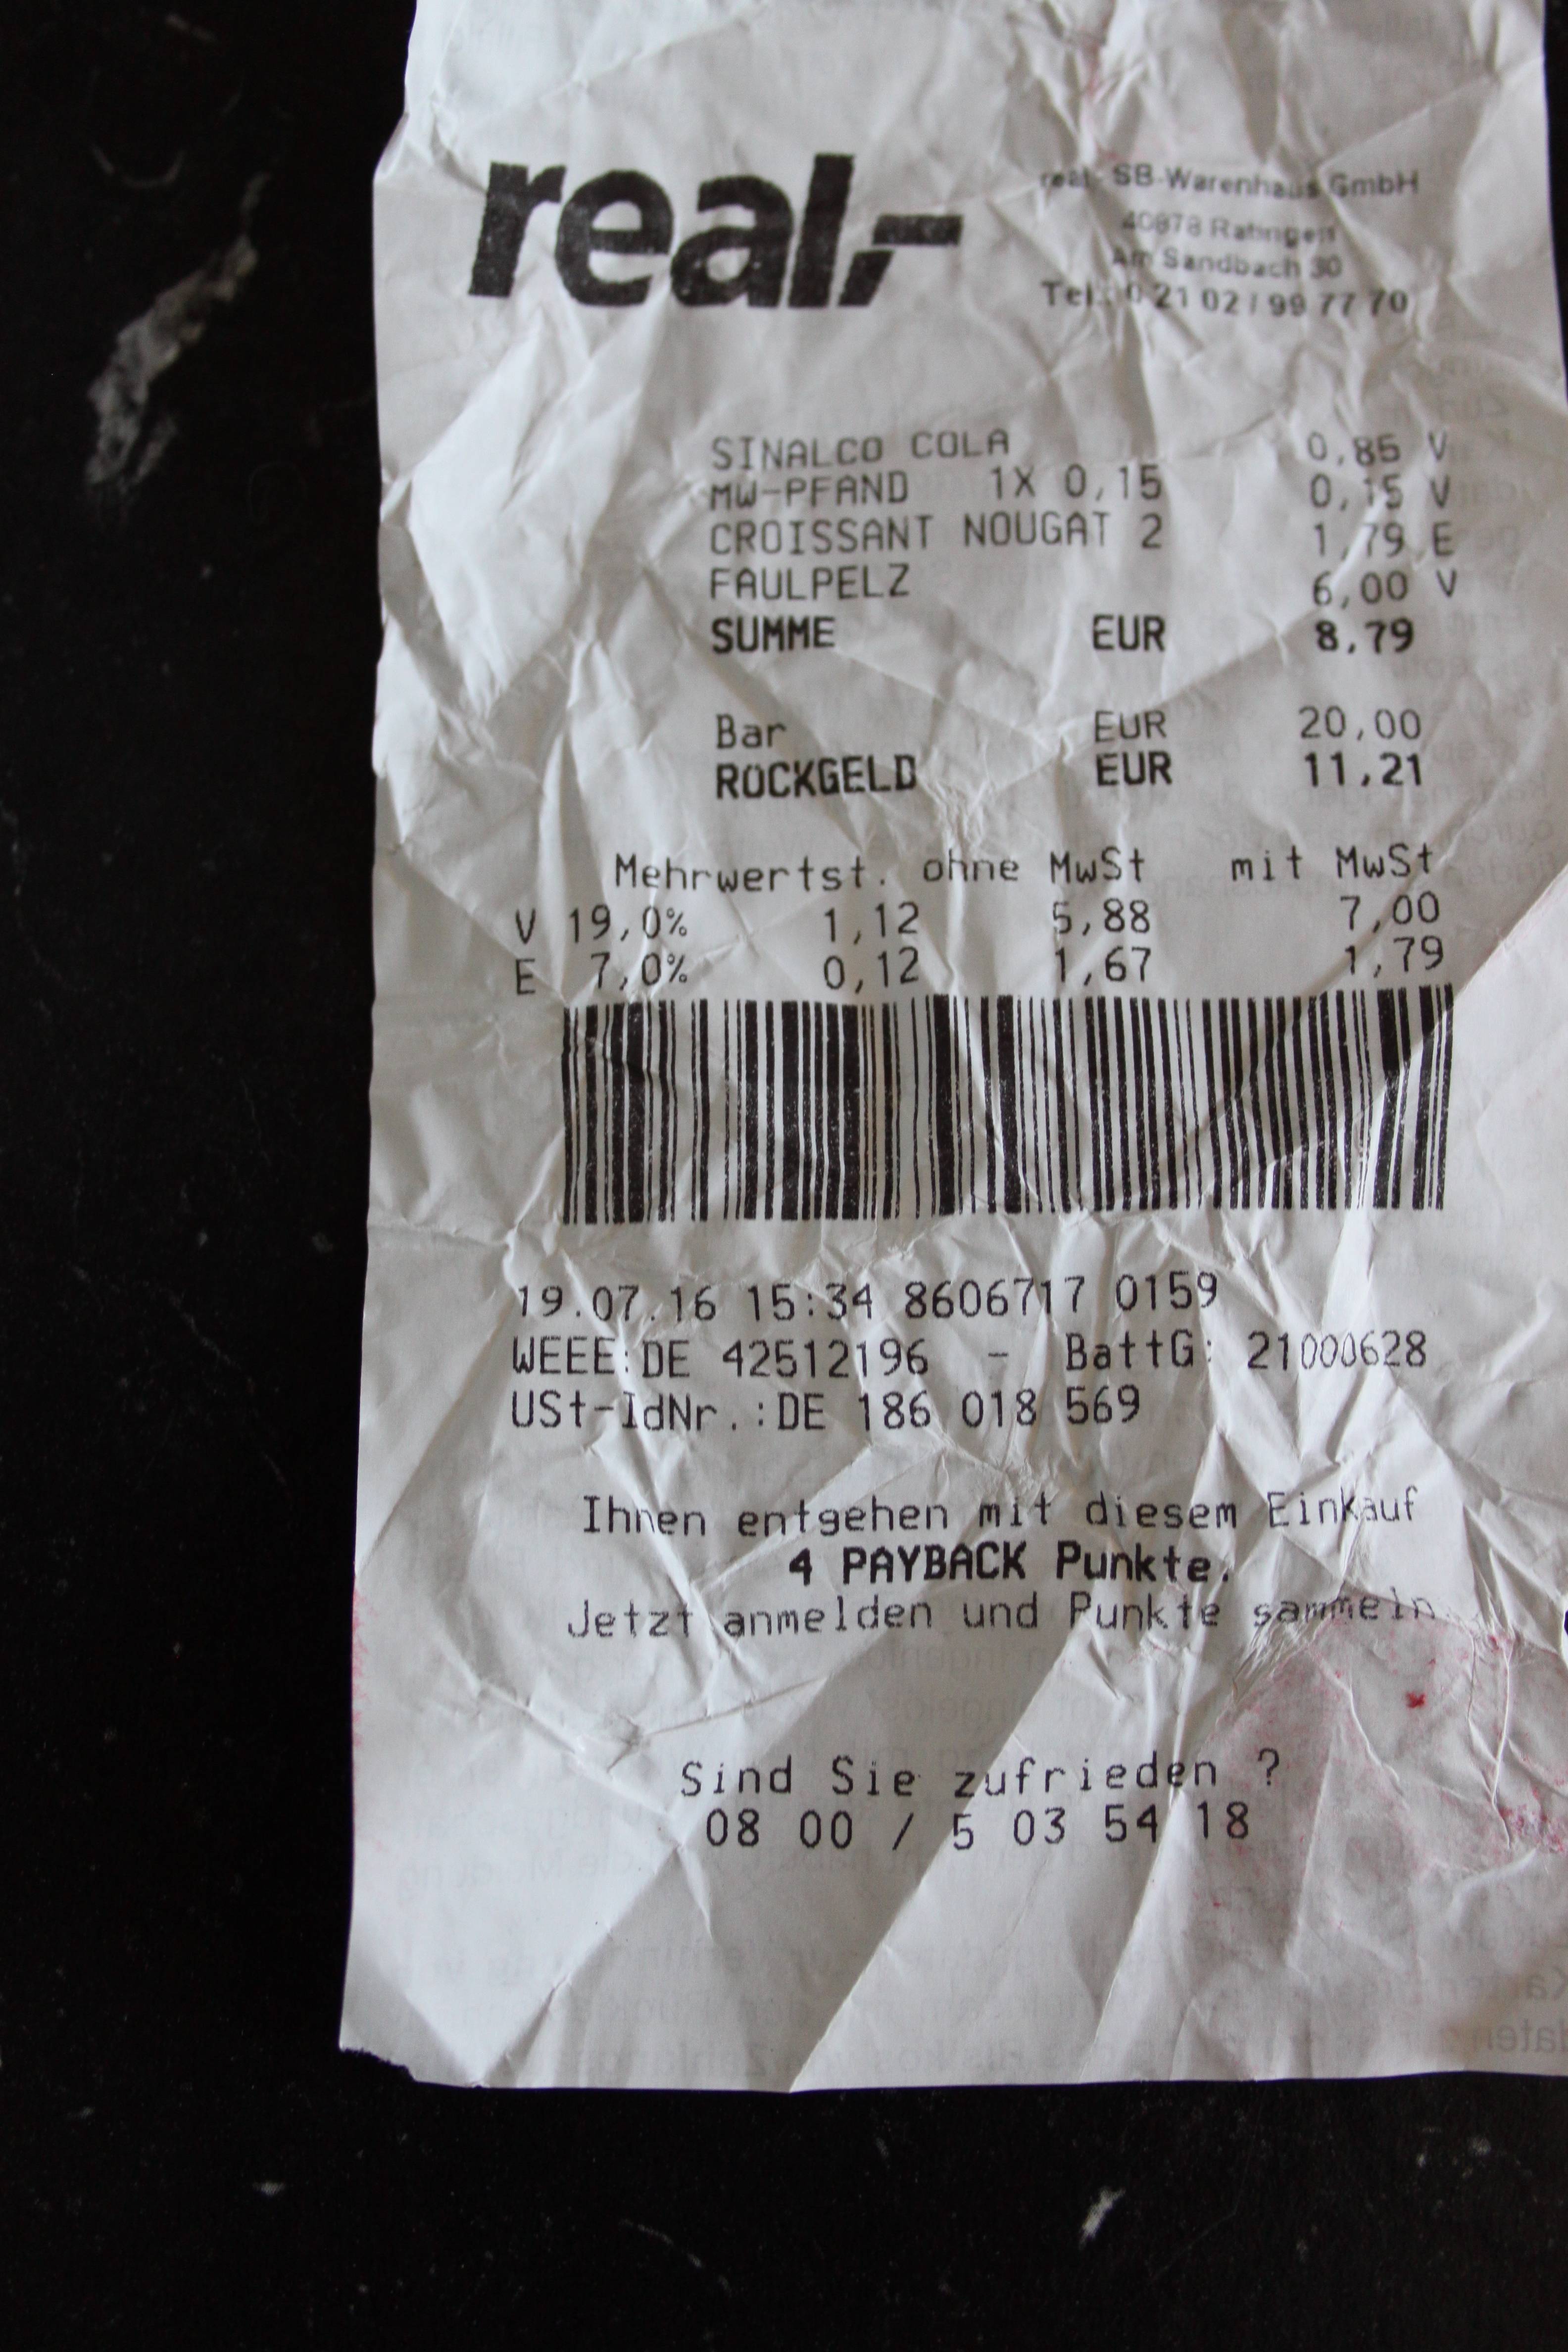 real,-
real,- SB-Warenhaus GmbH
40878 Ratingen
Am Sandbach 30
Tel.: 0 21 02 / 99 77 70
SINALCO COLA 0,85 V
MW-PFAND 1X 0,15 0,15 V
CROISSANT NOUGAT 2 1,79 E
FAULPELZ 6,00 V
SUMME EUR 8,79
Bar EUR 20,00
RÜCKGELD EUR 11,21
Mehrwertst. ohne MwSt mit MwSt
V 19,0% 1,12 5,88 7,00
E 7,0% 0,12 1,67 1,79
19.07.16 15:34 8606717 0159
WEEE:DE 42512196 - BattG: 21000628
USt-IdNr.:DE 186 018 569
Ihnen entgehen mit diesem Einkauf
4 PAYBACK Punkte.
Jetzt anmelden und Punkte sammeln.
Sind Sie zufrieden ?
08 00 / 5 03 54 18